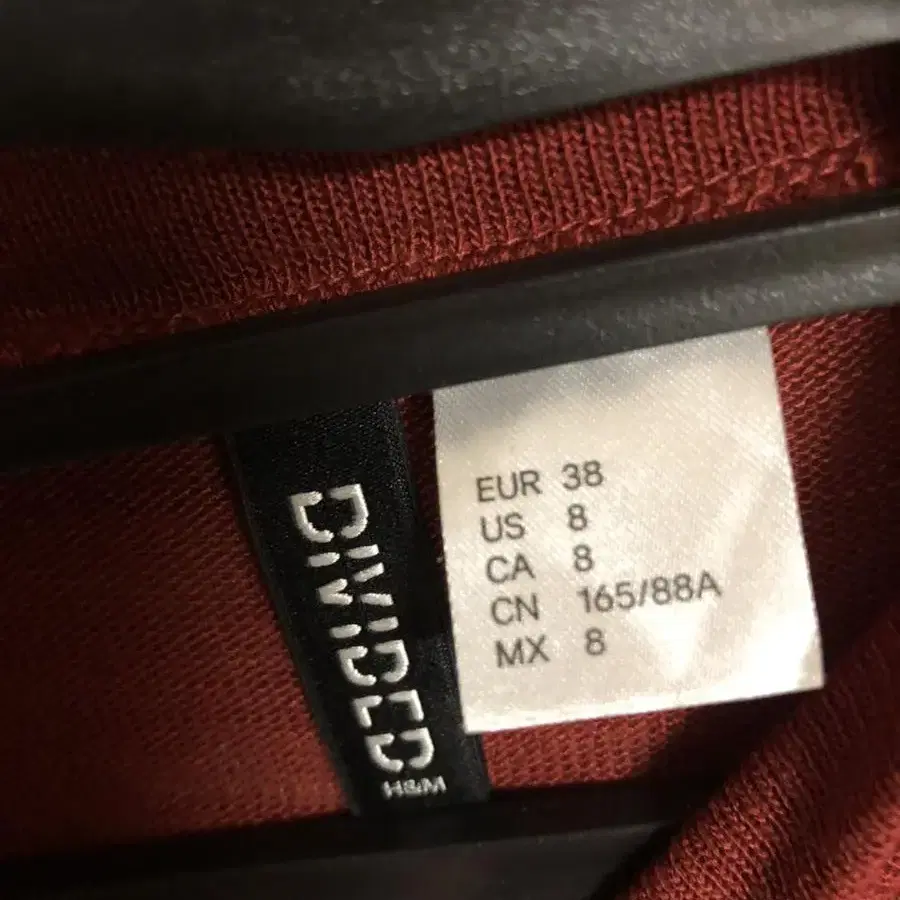 DIVIDED
H&M
EUR 38
US 8
CA 8
CN 165/88A
MX 8